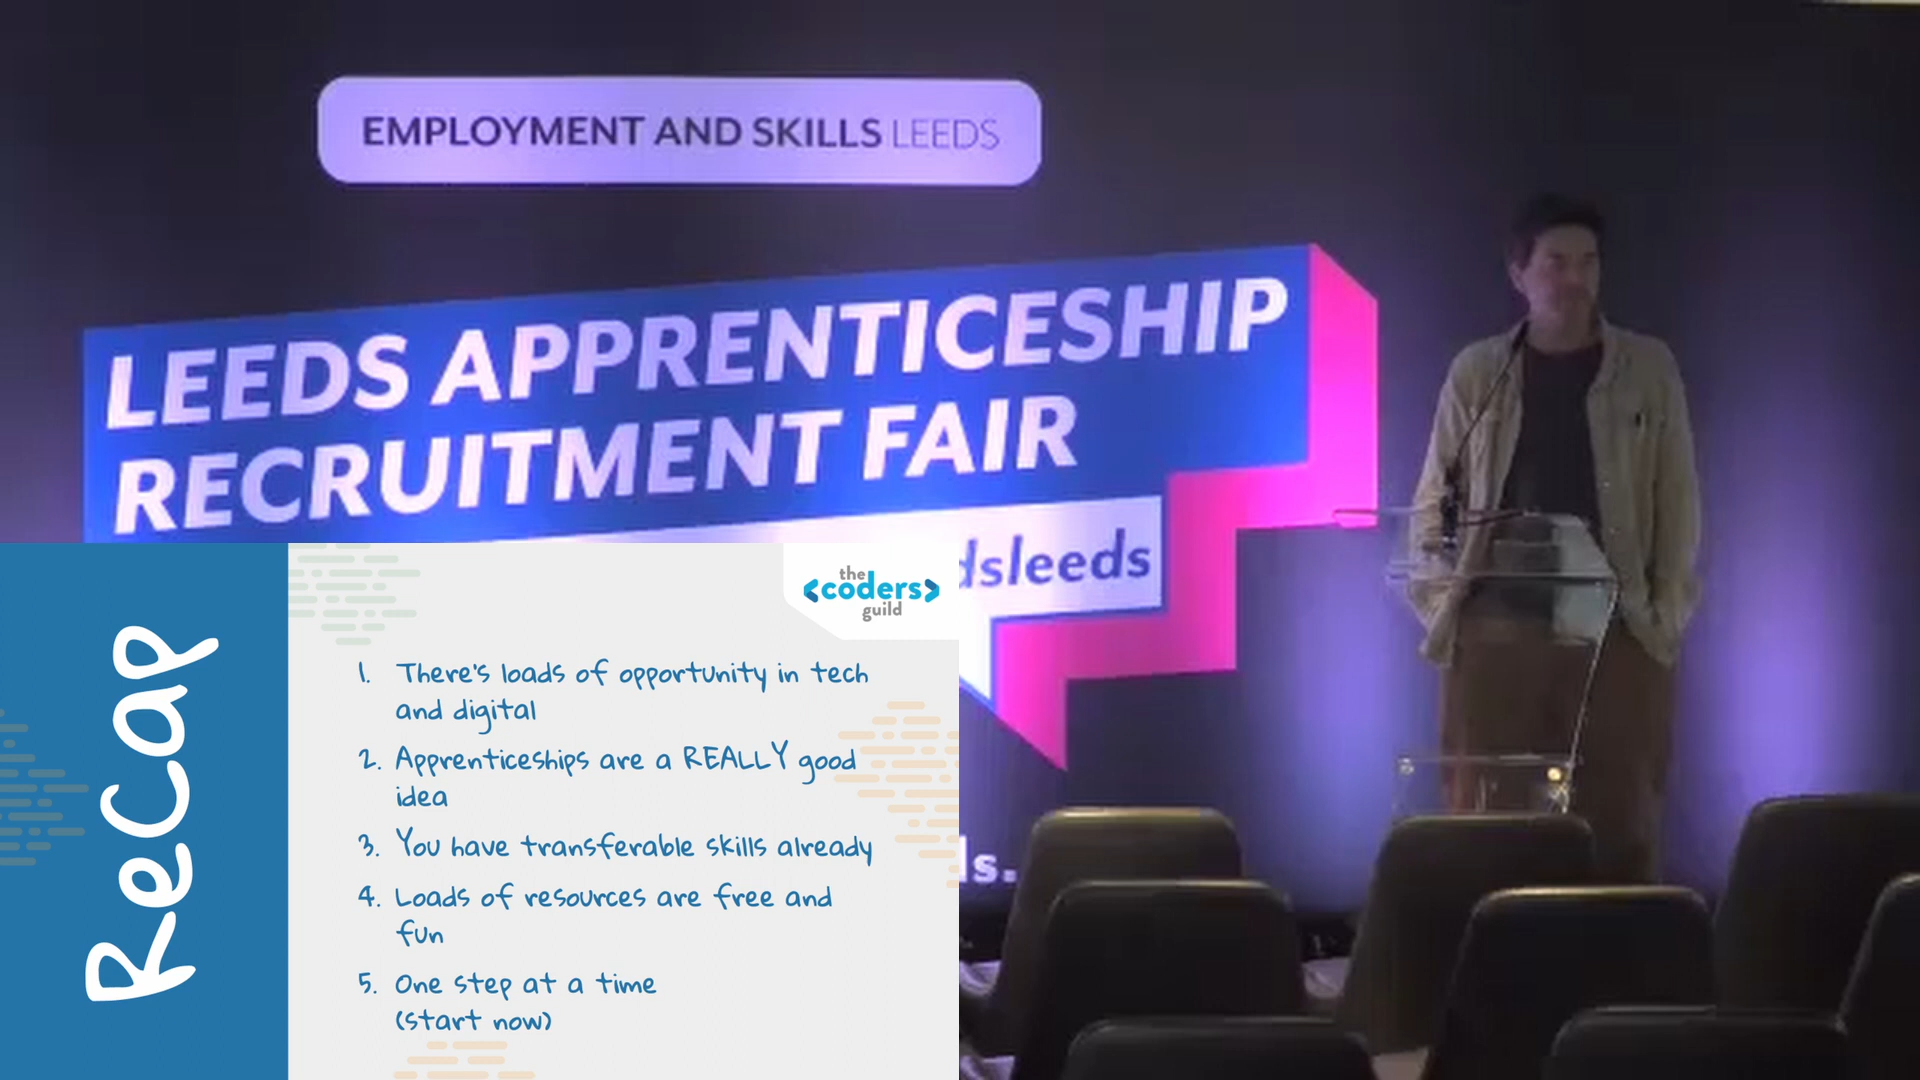 EMPLOYMENT AND SKILLS LEEDS
LEEDS APPRENTICESHIP
RECRUITMENT FAIR
dsleeds
the
<coders>
guild
ReCap
1. There's loads of opportunity in tech
and digital
2. Apprenticeships are a REALLY good
idea
3. You have transferable skills already
4. Loads of resources are free and
fun
5. One step at a time
(start now)
ls.